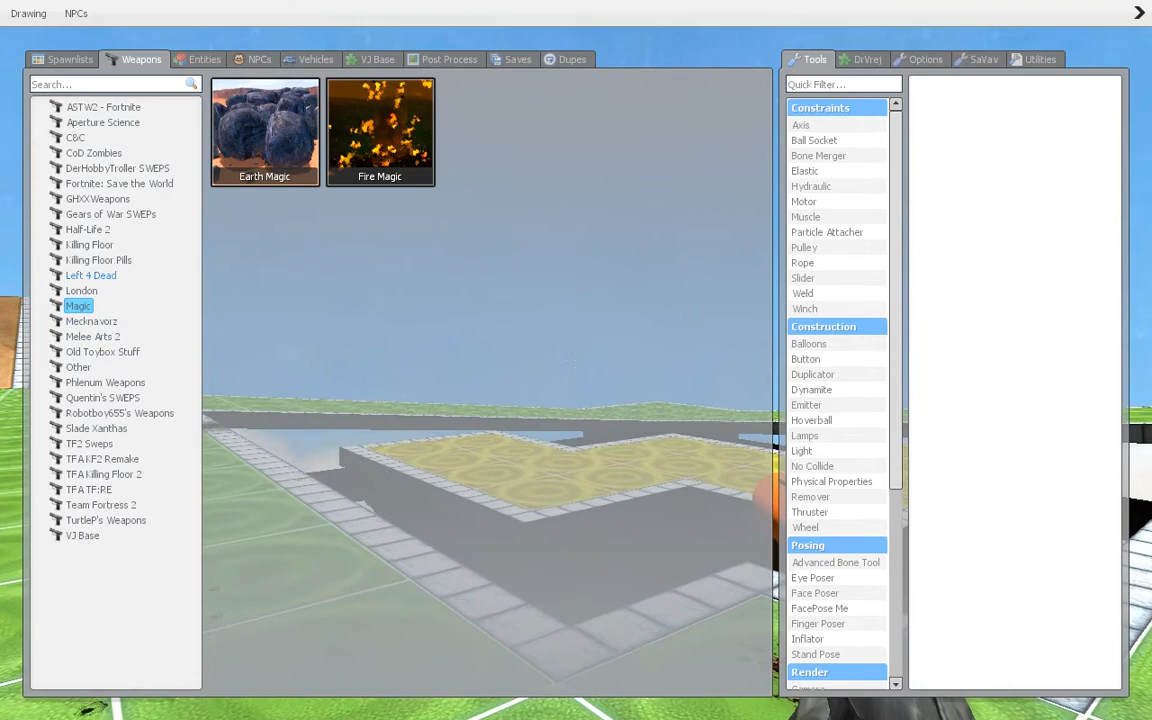 Drawing NPCs
Spawnlists Weapons Entities NPCs Vehicles VJ Base Post Process Saves Dupes
Search...
ASTW2 - Fortnite
Aperture Science
C&C
CoD Zombies
DerHobbyTroller SWEPS
Fortnite: Save the World
GHXXWeapons
Gears of War SWEPs
Half-Life 2
Killing Floor
Killing Floor Pills
Left 4 Dead
London
Magic
Mecknavorz
Melee Arts 2
Old Toybox Stuff
Other
Phlenum Weapons
Quentin's SWEPS
Robotboy655's Weapons
Slade Xanthas
TF2 Sweps
TFA KF2 Remake
TFA Killing Floor 2
TFA TF:RE
Team Fortress 2
TurtleP's Weapons
VJ Base
Earth Magic
Fire Magic
Tools DrVrej Options SaVav Utilities
Quick Filter...
Constraints
Axis
Ball Socket
Bone Merger
Elastic
Hydraulic
Motor
Muscle
Particle Attacher
Pulley
Rope
Slider
Weld
Winch
Construction
Balloons
Button
Duplicator
Dynamite
Emitter
Hoverball
Lamps
Light
No Collide
Physical Properties
Remover
Thruster
Wheel
Posing
Advanced Bone Tool
Eye Poser
Face Poser
FacePose Me
Finger Poser
Inflator
Stand Pose
Render
Camera